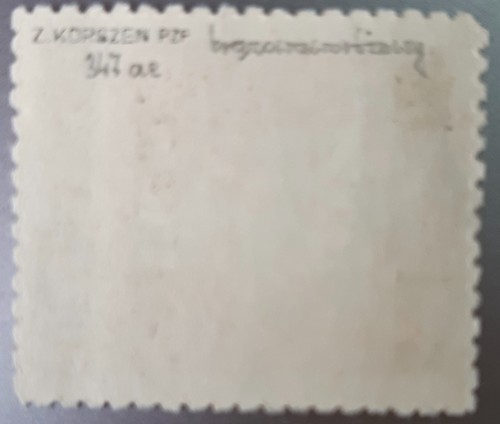 Z. KORSZEN PZF
347 ae